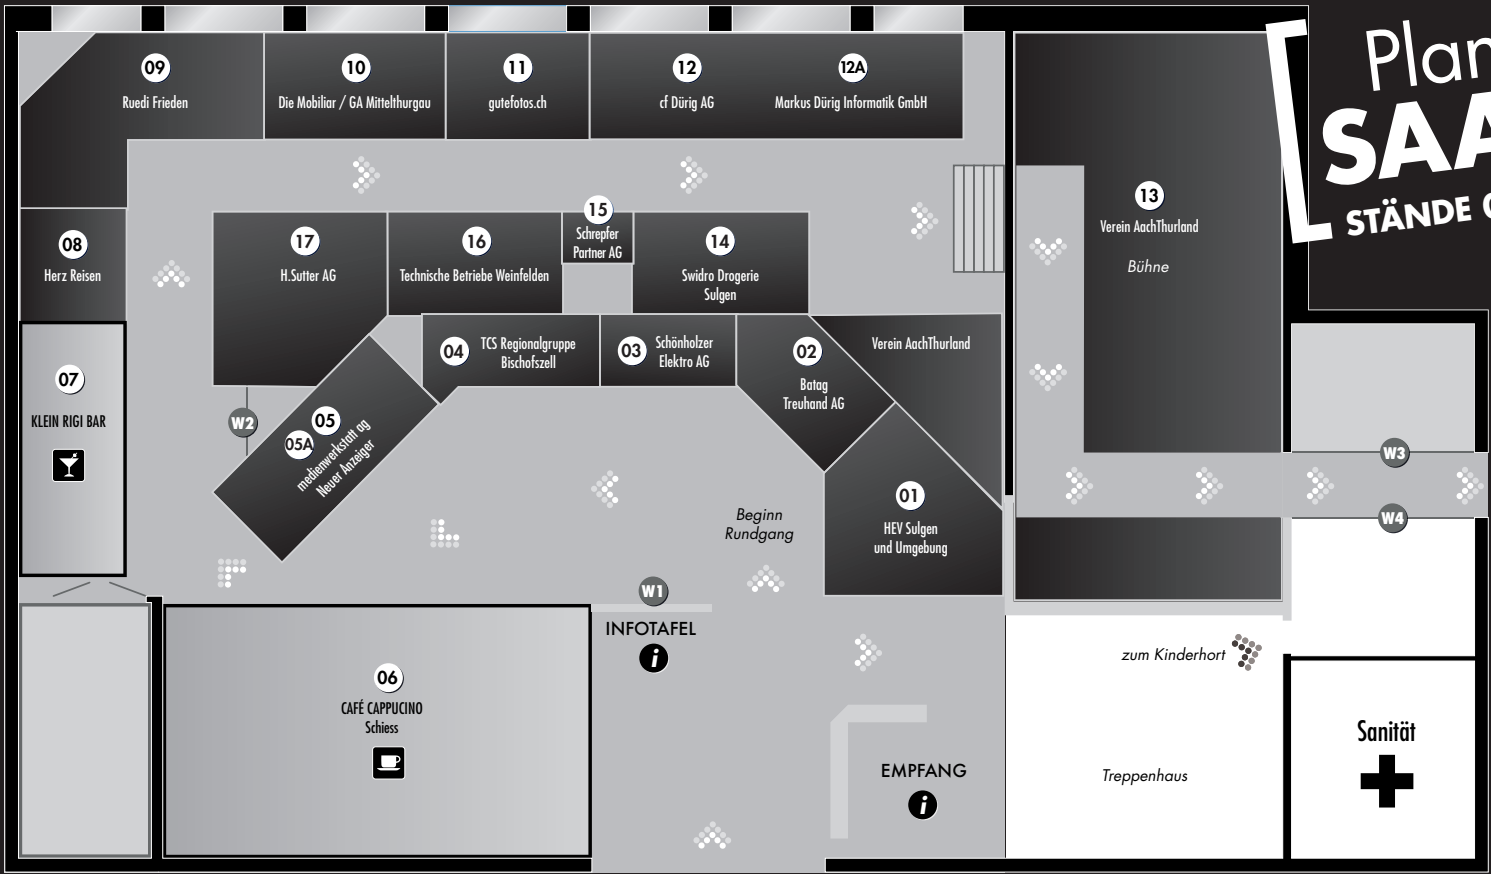 Plan
SAA
STÄNDE
09
Ruedi Frieden
10
Die Mobiliar / GA Mittelthurgau
11
gutefotos.ch
12
cf Dürig AG
12A
Markus Dürig Informatik GmbH
13
Verein AachThurland
Bühne
08
Herz Reisen
17
H.Sutter AG
16
Technische Betriebe Weinfelden
15
Schrepfer
Partner AG
14
Swidro Drogerie
Sulgen
07
KLEIN RIGI BAR
W2
05
05A
medienwerkstatt ag
Neuer Anzeiger
04
TCS Regionalgruppe
Bischofszell
03
Schönholzer
Elektro AG
02
Batag
Treuhand AG
Verein AachThurland
01
HEV Sulgen
und Umgebung
Beginn
Rundgang
W3
W4
W1
INFOTAFEL
i
06
CAFÉ CAPPUCINO
Schiess
EMPFANG
i
zum Kinderhort
Treppenhaus
Sanität